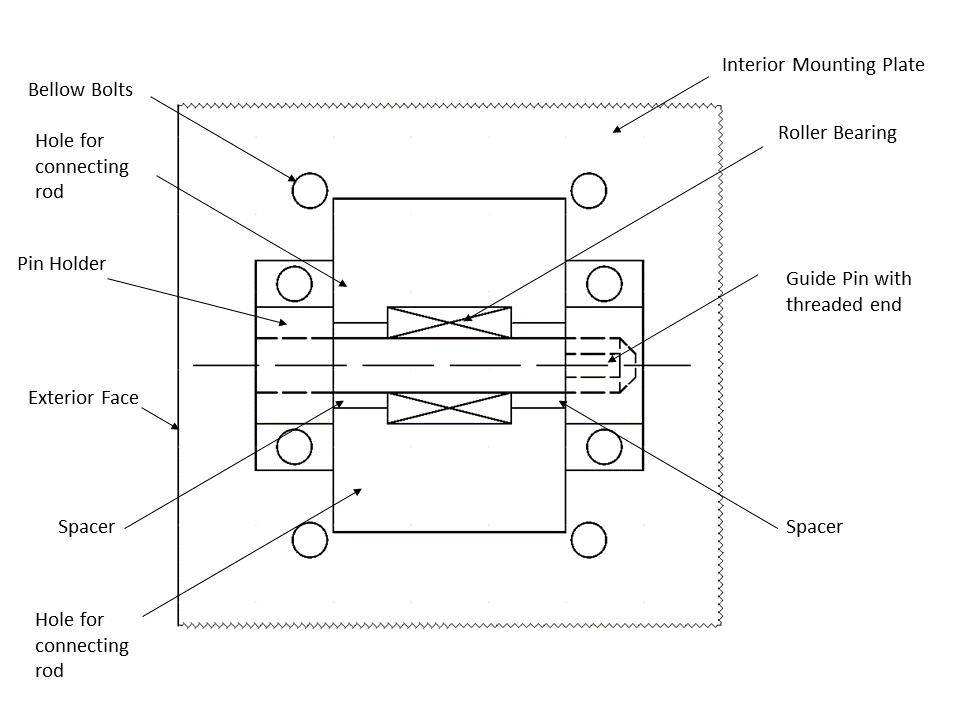 Interior Mounting Plate
Bellow Bolts
Roller Bearing
Hole for
connecting
rod
Pin Holder
Guide Pin with
threaded end
Exterior Face
Spacer
Spacer
Hole for
connecting
rod